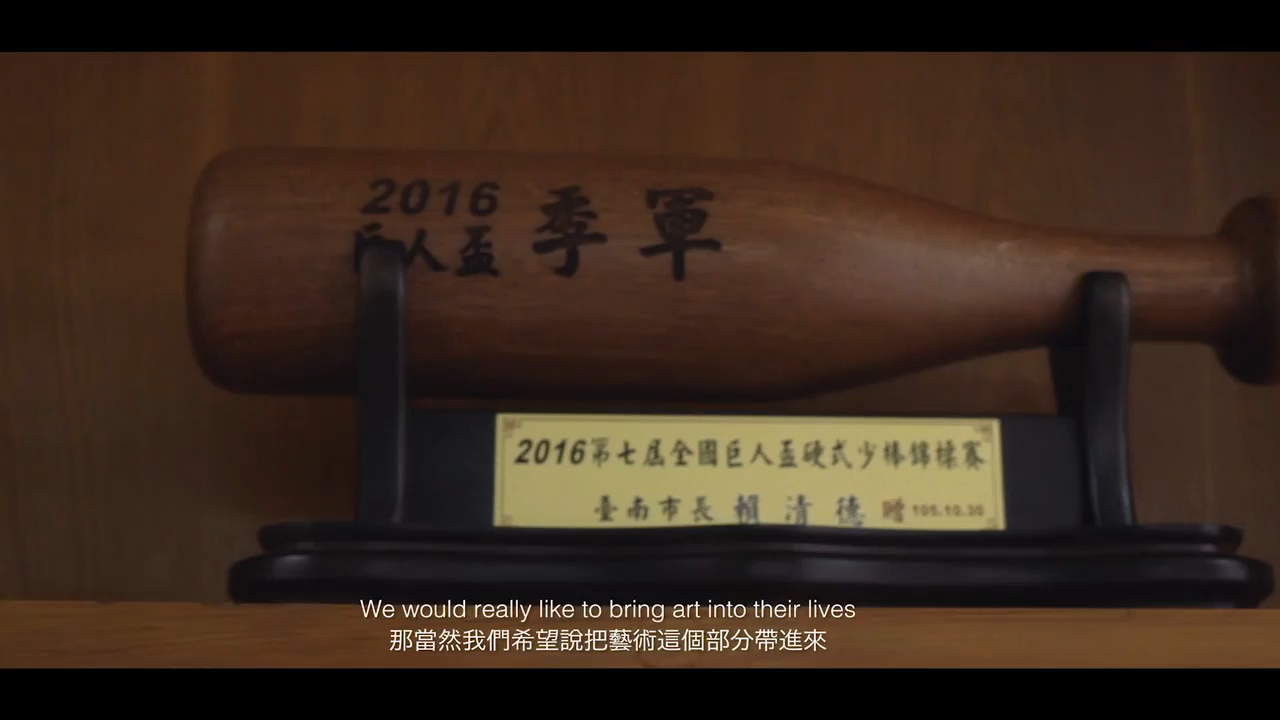 2016
巨人盃
季軍
2016第七屆全國巨人盃硬式少棒錦標賽
臺南市長 賴清德 贈 105.10.30
We would really like to bring art into their lives
那當然我們希望說把藝術這個部分帶進來